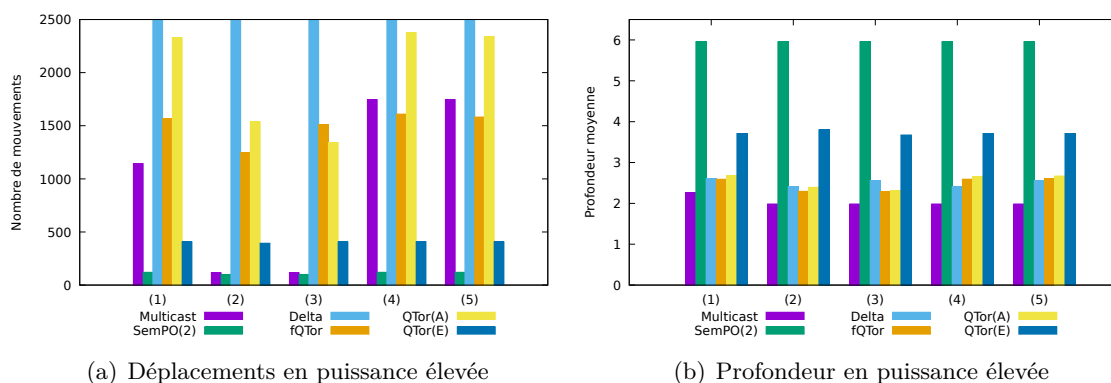 Nombre de mouvements
2500
2000
1500
1000
500
0
(1) (2) (3) (4) (5)
Multicast Delta QTor(A)
SemPO(2) fQTor QTor(E)
(a) Déplacements en puissance élevée
Profondeur moyenne
6
5
4
3
2
1
0
(1) (2) (3) (4) (5)
Multicast Delta QTor(A)
SemPO(2) fQTor QTor(E)
(b) Profondeur en puissance élevée